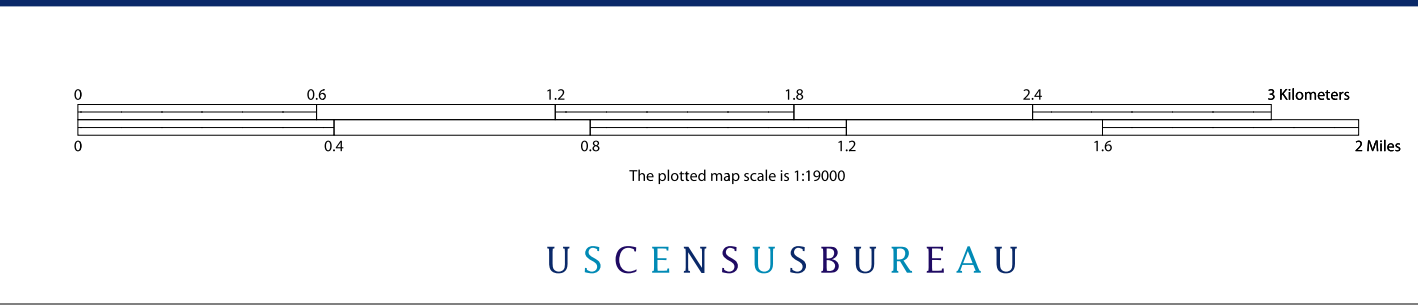 0 0.6 1.2 1.8 2.4 3 Kilometers
0 0.4 0.8 1.2 1.6 2 Miles
The plotted map scale is 1:19000
USCENSUSBUREAU